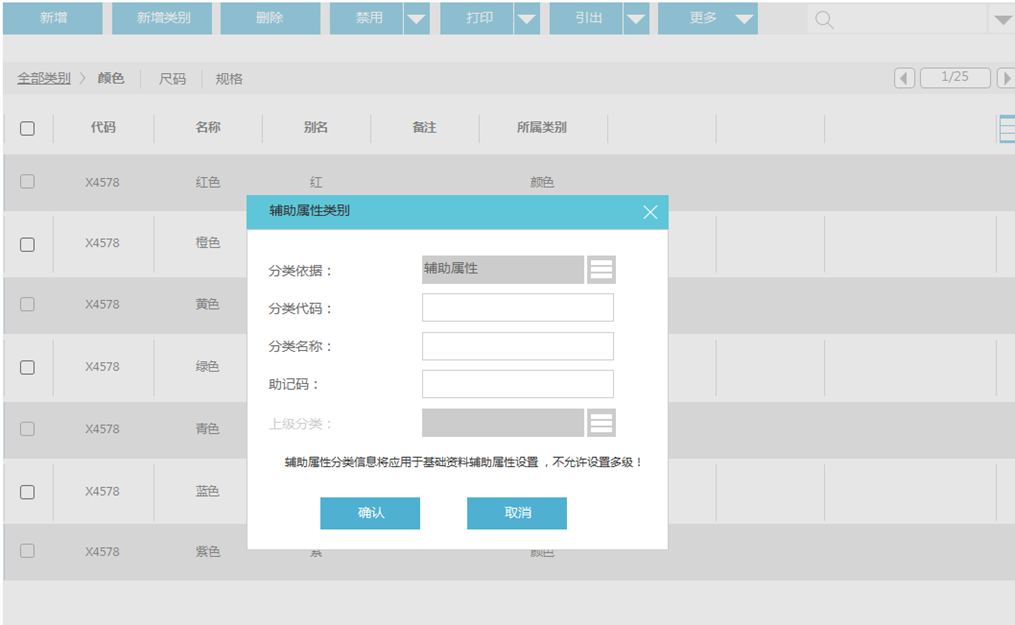 新增 新增类别 删除 禁用 打印 引出 更多
全部类别 颜色 尺码 规格 1/25
代码 名称 别名 备注 所属类别
X4578 红色 红 颜色
辅助属性类别
X4578 橙色
分类依据： 辅助属性
X4578 黄色
分类代码：
分类名称：
X4578 绿色
助记码：
X4578 青色
上级分类：
辅助属性分类信息将应用于基础资料辅助属性设置 ，不允许设置多级！
X4578 蓝色
确认 取消
X4578 紫色 紫 颜色